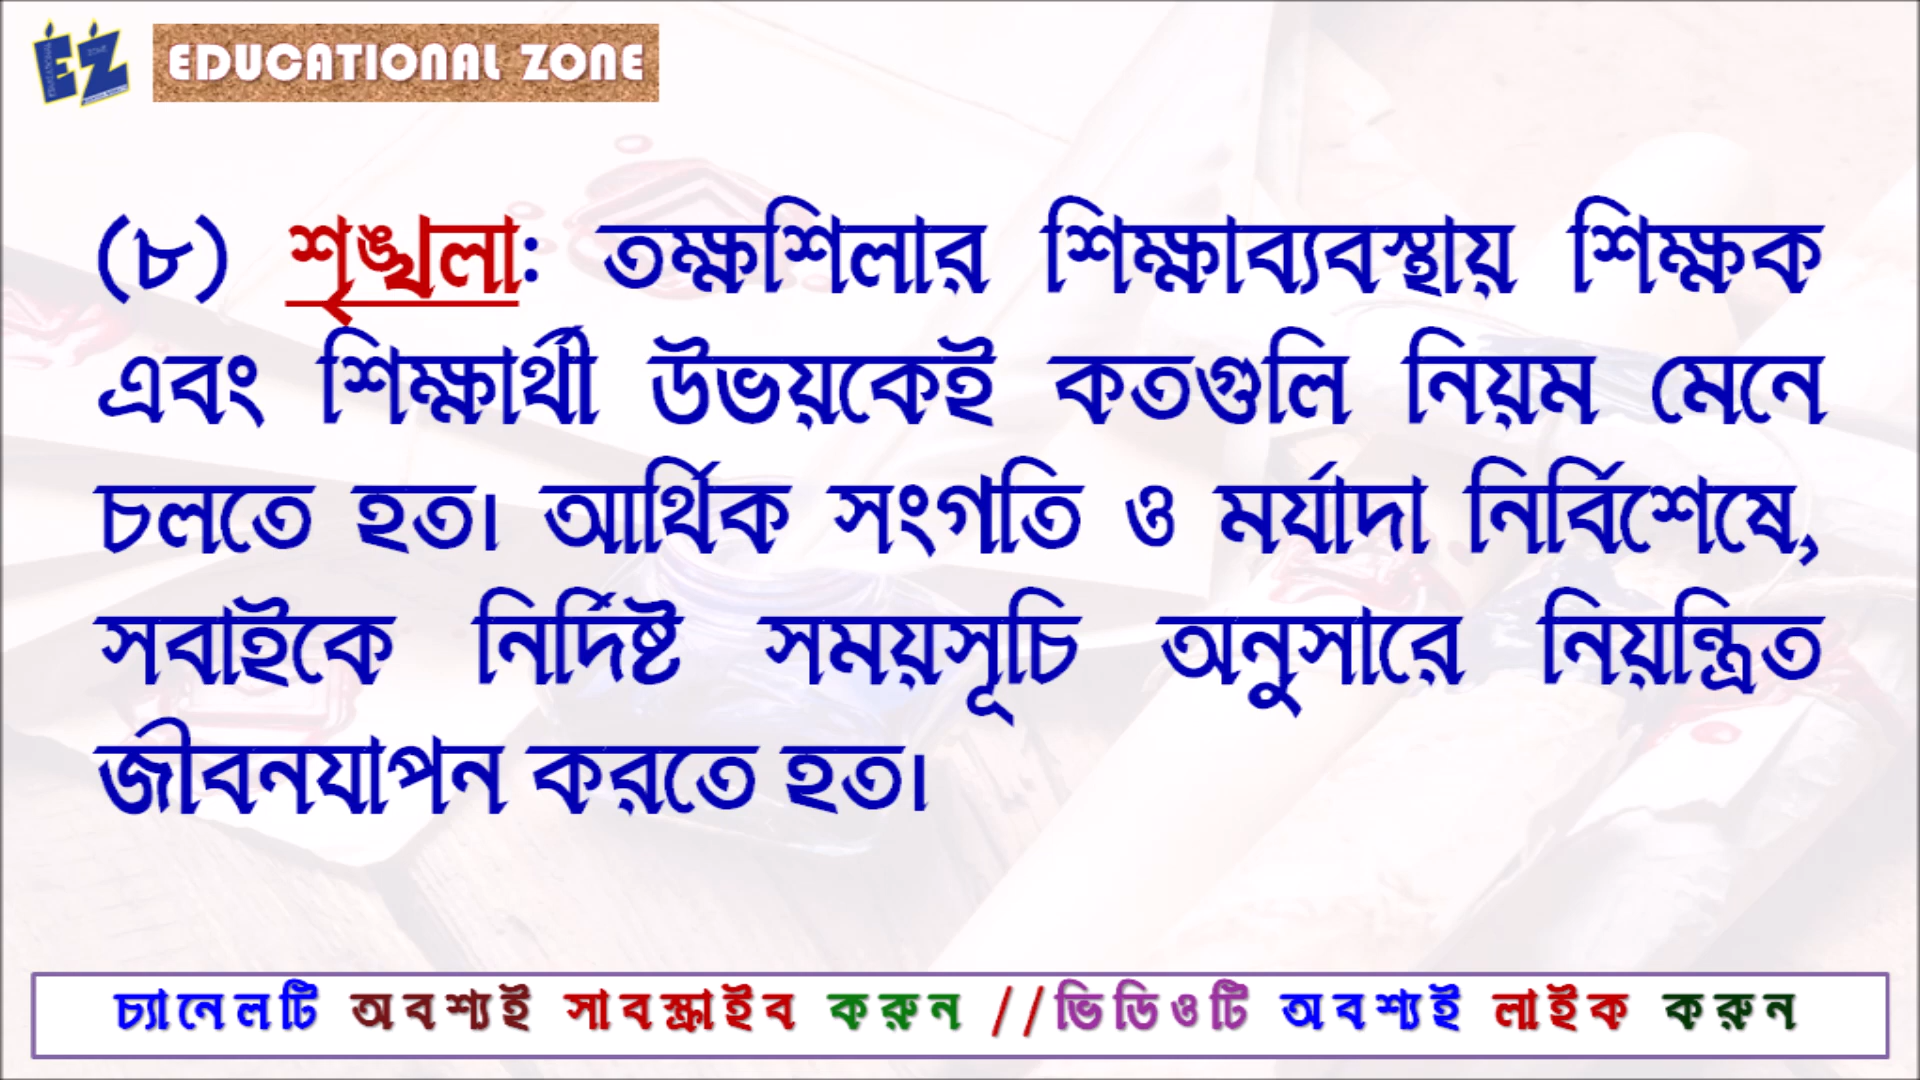 EZ
EDUCATIONAL ZONE
(৮) শৃঙ্খলা: তক্ষশিলার শিক্ষাব্যবস্থায় শিক্ষক
এবং শিক্ষার্থী উভয়কেই কতগুলি নিয়ম মেনে
চলতে হত। আর্থিক সংগতি ও মর্যাদা নির্বিশেষে,
সবাইকে নির্দিষ্ট সময়সূচি অনুসারে নিয়ন্ত্রিত
জীবনযাপন করতে হত।
চ্যানেলটি অবশ্যই সাবস্ক্রাইব করুন //ভিডিওটি অবশ্যই লাইক করুন